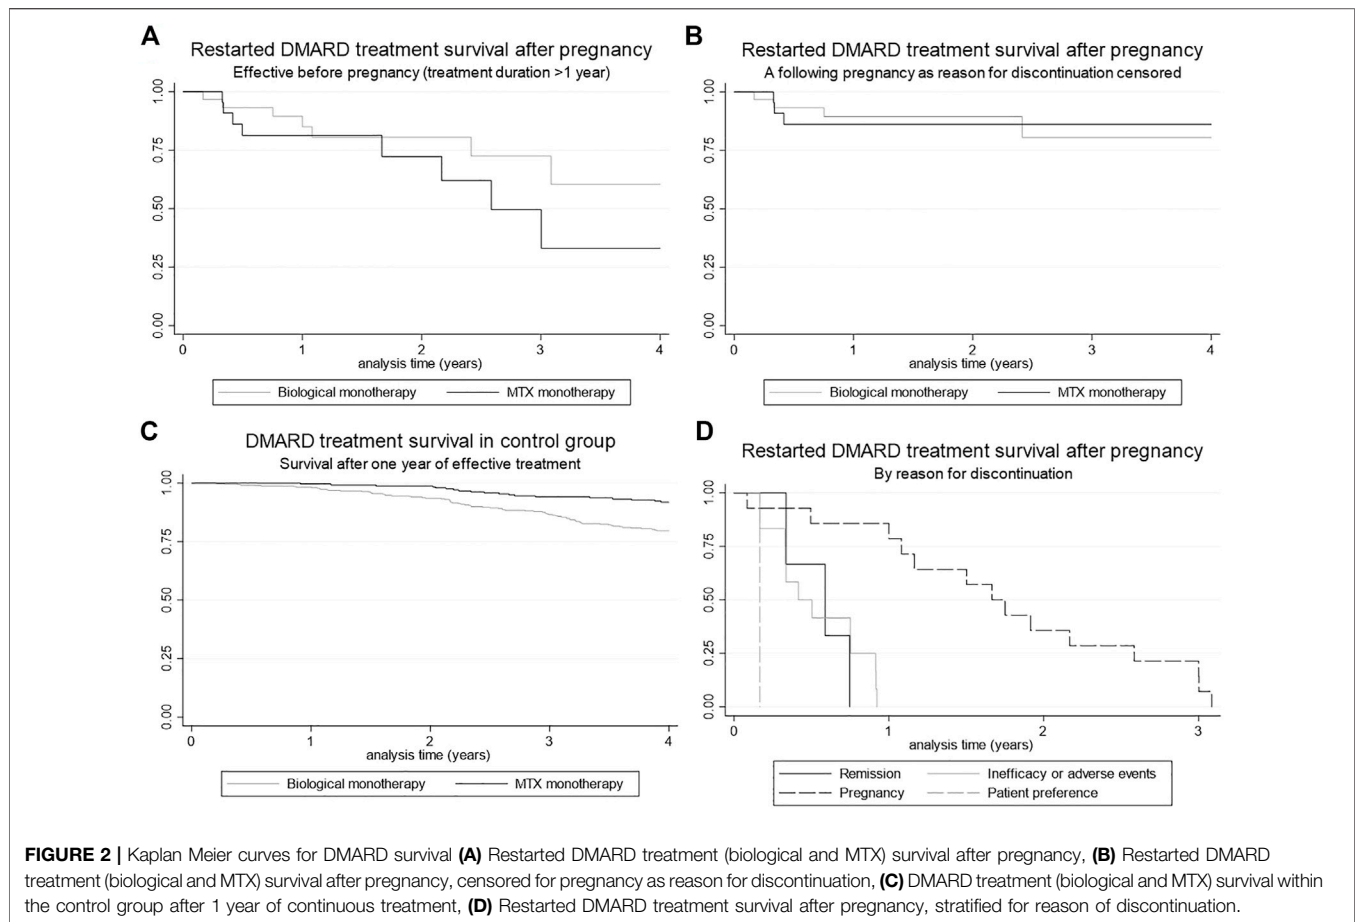 A
Restarted DMARD treatment survival after pregnancy
Effective before pregnancy (treatment duration >1 year)
1.00
0.75
0.50
0.25
0.00
0 1 2 3 4
analysis time (years)
Biological monotherapy MTX monotherapy
B
Restarted DMARD treatment survival after pregnancy
A following pregnancy as reason for discontinuation censored
1.00
0.75
0.50
0.25
0.00
0 1 2 3 4
analysis time (years)
Biological monotherapy MTX monotherapy
C
DMARD treatment survival in control group
Survival after one year of effective treatment
1.00
0.75
0.50
0.25
0.00
0 1 2 3 4
analysis time (years)
Biological monotherapy MTX monotherapy
D
Restarted DMARD treatment survival after pregnancy
By reason for discontinuation
1.00
0.75
0.50
0.25
0.00
0 1 2 3
analysis time (years)
Remission Inefficacy or adverse events
Pregnancy Patient preference
FIGURE 2 | Kaplan Meier curves for DMARD survival (A) Restarted DMARD treatment (biological and MTX) survival after pregnancy, (B) Restarted DMARD
treatment (biological and MTX) survival after pregnancy, censored for pregnancy as reason for discontinuation, (C) DMARD treatment (biological and MTX) survival within
the control group after 1 year of continuous treatment, (D) Restarted DMARD treatment survival after pregnancy, stratified for reason of discontinuation.